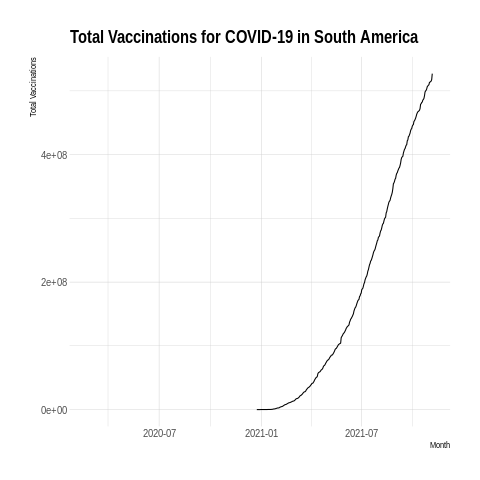 Total Vaccinations for COVID-19 in South America
Total Vaccinations
4e+08
2e+08
0e+00
2020-07 2021-01 2021-07
Month